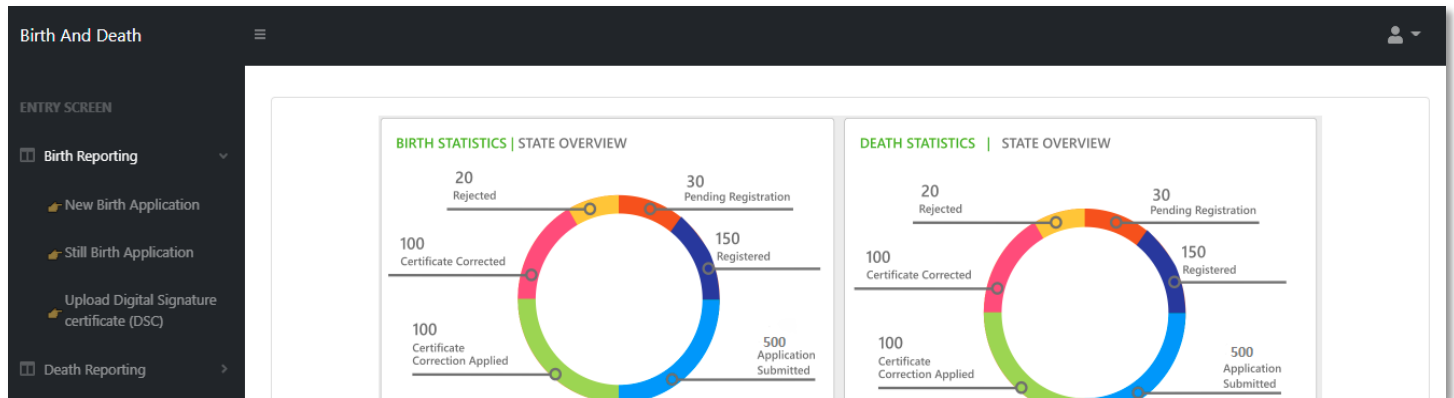 Birth And Death
ENTRY SCREEN
Birth Reporting
New Birth Application
Still Birth Application
Upload Digital Signature
certificate (DSC)
Death Reporting
BIRTH STATISTICS | STATE OVERVIEW
20
Rejected
30
Pending Registration
100
Certificate Corrected
150
Registered
100
Certificate
Correction Applied
500
Application
Submitted
DEATH STATISTICS | STATE OVERVIEW
20
Rejected
30
Pending Registration
100
Certificate Corrected
150
Registered
100
Certificate
Correction Applied
500
Application
Submitted